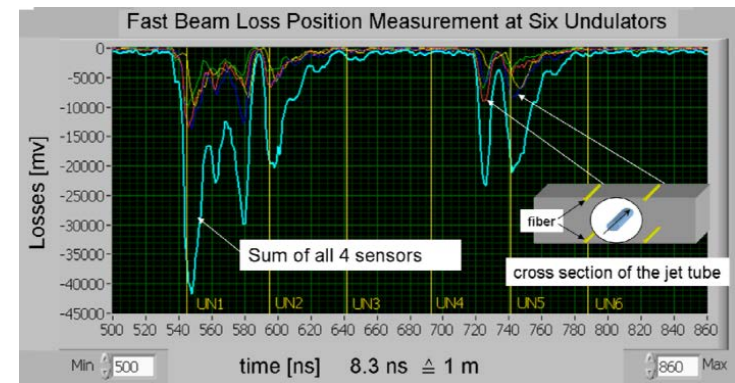 Fast Beam Loss Position Measurement at Six Undulators
Losses [mv]
0
-5000
-10000
-15000
-20000
-25000
-30000
-35000
-40000
-45000
Sum of all 4 sensors
fiber
cross section of the jet tube
UN1 UN2 UN3 UN4 UN5 UN6
500 520 540 560 580 600 620 640 660 680 700 720 740 760 780 800 820 840 860
Min 500 time [ns] 8.3 ns ≙ 1 m 860 Max